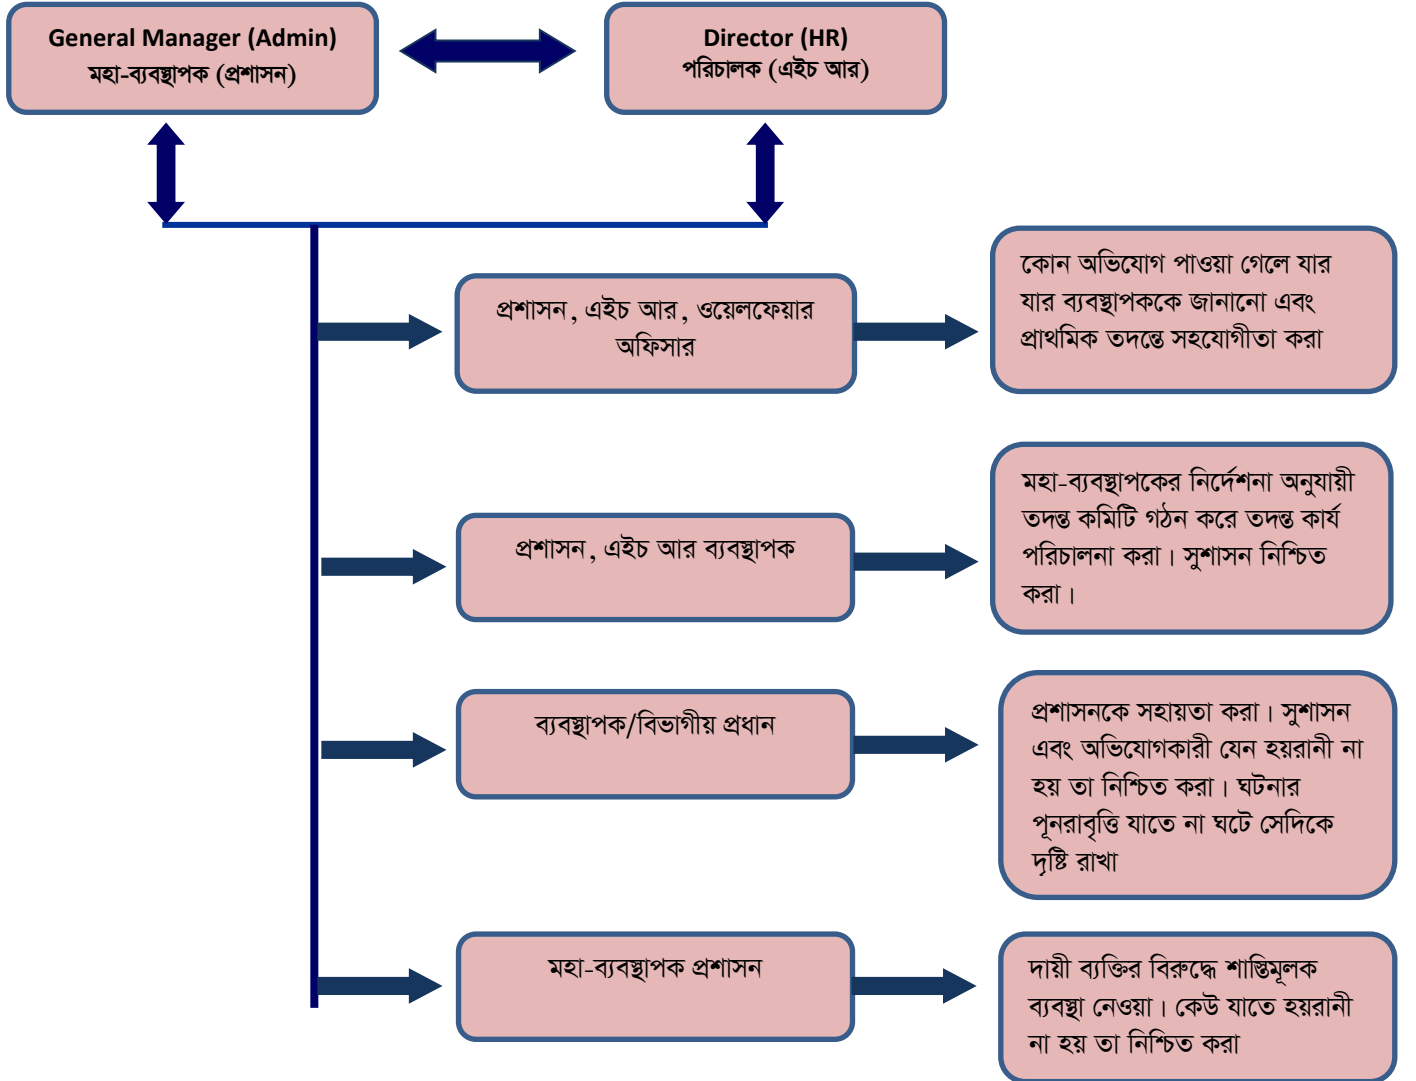 General Manager (Admin)
মহা-ব্যবস্থাপক (প্রশাসন)
Director (HR)
পরিচালক (এইচ আর)
প্রশাসন, এইচ আর, ওয়েলফেয়ার
অফিসার
কোন অভিযোগ পাওয়া গেলে যার
যার ব্যবস্থাপককে জানানো এবং
প্রাথমিক তদন্তে সহযোগীতা করা
প্রশাসন, এইচ আর ব্যবস্থাপক
মহা-ব্যবস্থাপকের নির্দেশনা অনুযায়ী
তদন্ত কমিটি গঠন করে তদন্ত কার্য
পরিচালনা করা। সুশাসন নিশ্চিত
করা।
ব্যবস্থাপক/বিভাগীয় প্রধান
প্রশাসনকে সহায়তা করা। সুশাসন
এবং অভিযোগকারী যেন হয়রানী না
হয় তা নিশ্চিত করা। ঘটনার
পূনরাবৃত্তি যাতে না ঘটে সেদিকে
দৃষ্টি রাখা
মহা-ব্যবস্থাপক প্রশাসন
দায়ী ব্যক্তির বিরুদ্ধে শাস্তিমূলক
ব্যবস্থা নেওয়া। কেউ যাতে হয়রানী
না হয় তা নিশ্চিত করা